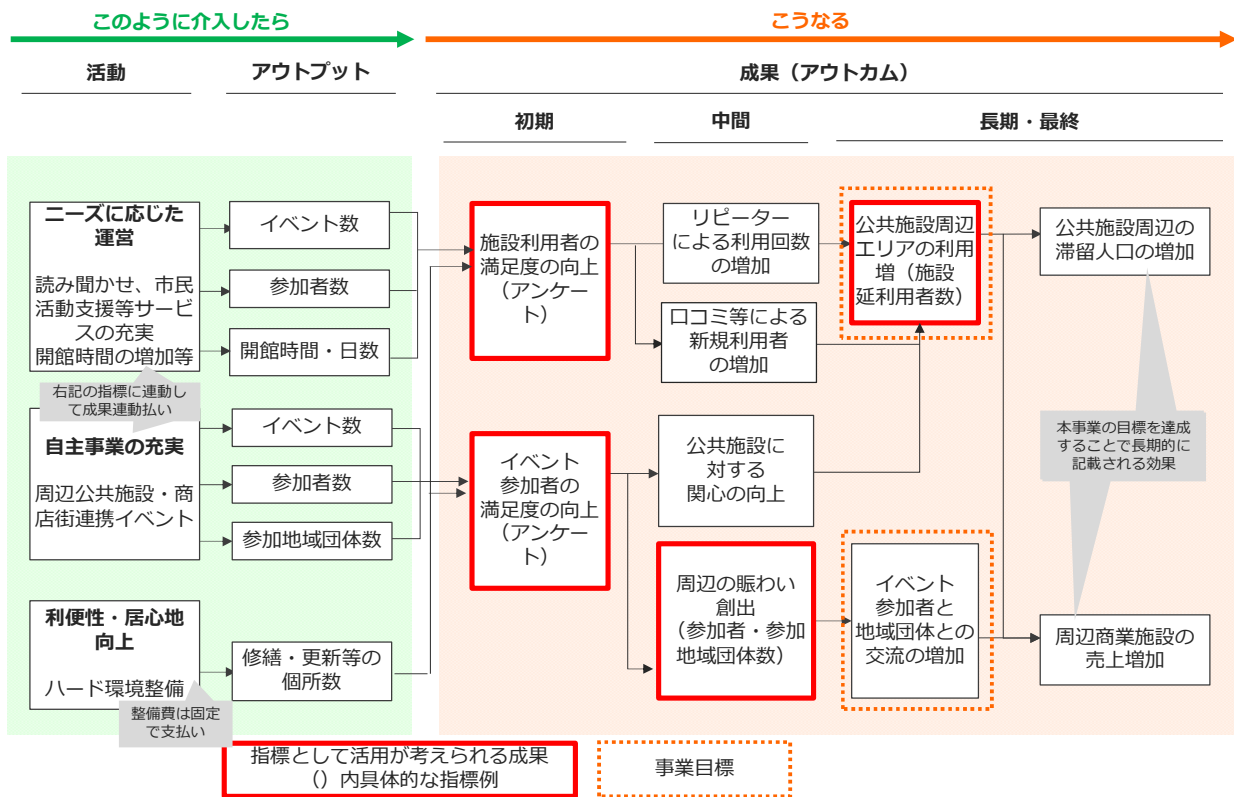 このように介入したら
こうなる
活動
アウトプット
成果（アウトカム）
初期
中間
長期・最終
ニーズに応じた
運営
読み聞かせ、市民
活動支援等サービ
スの充実
開館時間の増加等
イベント数
参加者数
開館時間・日数
右記の指標に連動し
て成果連動払い
自主事業の充実
周辺公共施設・商
店街連携イベント
イベント数
参加者数
参加地域団体数
利便性・居心地
向上
ハード環境整備
修繕・更新等の
個所数
整備費は固定
で支払い
施設利用者の
満足度の向上
（アンケー
ト）
イベント
参加者の
満足度の向上
（アンケー
ト）
リピーター
による利用回数
の増加
口コミ等による
新規利用者
の増加
公共施設に
対する
関心の向上
周辺の賑わい
創出
（参加者・参加
地域団体数）
公共施設周辺
エリアの利用
増（施設
延利用者数）
イベント
参加者と
地域団体との
交流の増加
公共施設周辺の
滞留人口の増加
本事業の目標を達成
することで長期的に
記載される効果
周辺商業施設の
売上増加
指標として活用が考えられる成果
（）内具体的な指標例
事業目標